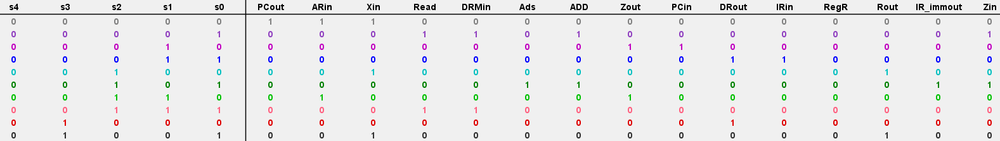 s4 s3 s2 s1 s0 PCout ARin Xin Read DRMin Ads ADD Zout PCin DRout IRin RegR Rout IR_immout Zin
0 0 0 0 0 1 1 1 0 0 0 0 0 0 0 0 0 0 0 0
0 0 0 0 1 0 0 0 1 1 0 1 0 0 0 0 0 0 0 1
0 0 0 1 0 0 0 0 0 0 0 0 1 1 0 0 0 0 0 0
0 0 0 1 1 0 0 0 0 0 0 0 0 0 1 1 0 0 0 0
0 0 1 0 0 0 0 1 0 0 0 0 0 0 0 0 0 1 0 0
0 0 1 0 1 0 0 0 0 0 1 1 0 0 0 0 0 0 1 1
0 0 1 1 0 0 1 0 0 0 0 0 1 0 0 0 0 0 0 0
0 0 1 1 1 0 0 0 1 1 0 0 0 0 0 0 0 0 0 0
0 1 0 0 0 0 0 0 0 0 0 0 0 0 1 0 0 0 0 0
0 1 0 0 1 0 0 1 0 0 0 0 0 0 0 0 0 1 0 0